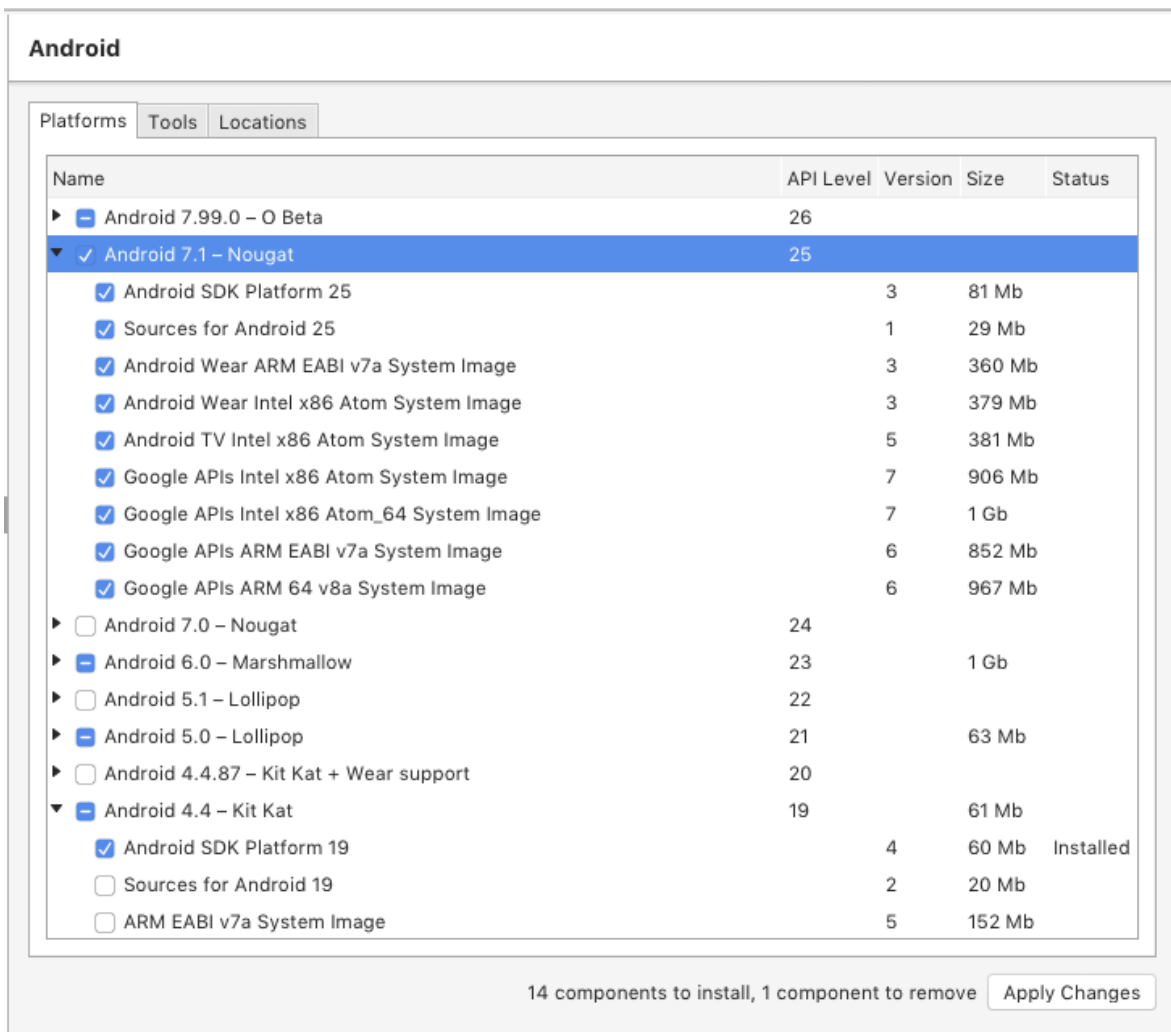 Android
Platforms Tools Locations
Name API Level Version Size Status
Android 7.99.0 – O Beta 26
Android 7.1 – Nougat 25
Android SDK Platform 25 3 81 Mb
Sources for Android 25 1 29 Mb
Android Wear ARM EABI v7a System Image 3 360 Mb
Android Wear Intel x86 Atom System Image 3 379 Mb
Android TV Intel x86 Atom System Image 5 381 Mb
Google APIs Intel x86 Atom System Image 7 906 Mb
Google APIs Intel x86 Atom_64 System Image 7 1 Gb
Google APIs ARM EABI v7a System Image 6 852 Mb
Google APIs ARM 64 v8a System Image 6 967 Mb
Android 7.0 – Nougat 24
Android 6.0 – Marshmallow 23 1 Gb
Android 5.1 – Lollipop 22
Android 5.0 – Lollipop 21 63 Mb
Android 4.4.87 – Kit Kat + Wear support 20
Android 4.4 – Kit Kat 19 61 Mb
Android SDK Platform 19 4 60 Mb Installed
Sources for Android 19 2 20 Mb
ARM EABI v7a System Image 5 152 Mb
14 components to install, 1 component to remove Apply Changes